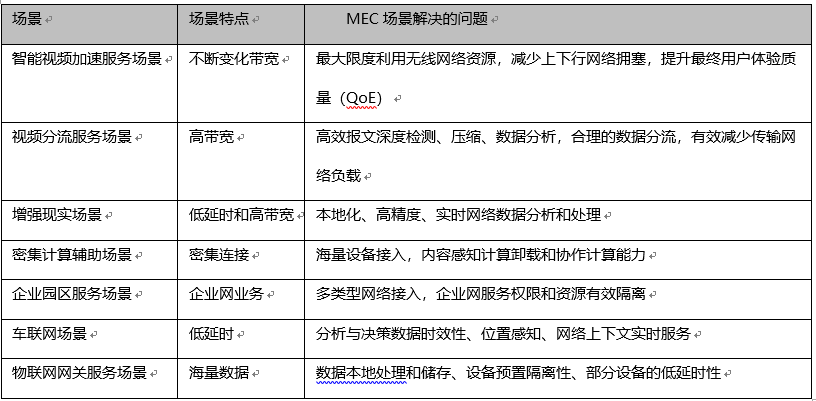 场景 场景特点 MEC 场景解决的问题
智能视频加速服务场景 不断变化带宽 最大限度利用无线网络资源，减少上下行网络拥塞，提升最终用户体验质
量（QoE）
视频分流服务场景 高带宽 高效报文深度检测、压缩、数据分析，合理的数据分流，有效减少传输网
络负载
增强现实场景 低延时和高带宽 本地化、高精度、实时网络数据分析和处理
密集计算辅助场景 密集连接 海量设备接入，内容感知计算卸载和协作计算能力
企业园区服务场景 企业网业务 多类型网络接入，企业网服务权限和资源有效隔离
车联网场景 低延时 分析与决策数据时效性、位置感知、网络上下文实时服务
物联网网关服务场景 海量数据 数据本地处理和储存、设备预置隔离性、部分设备的低延时性